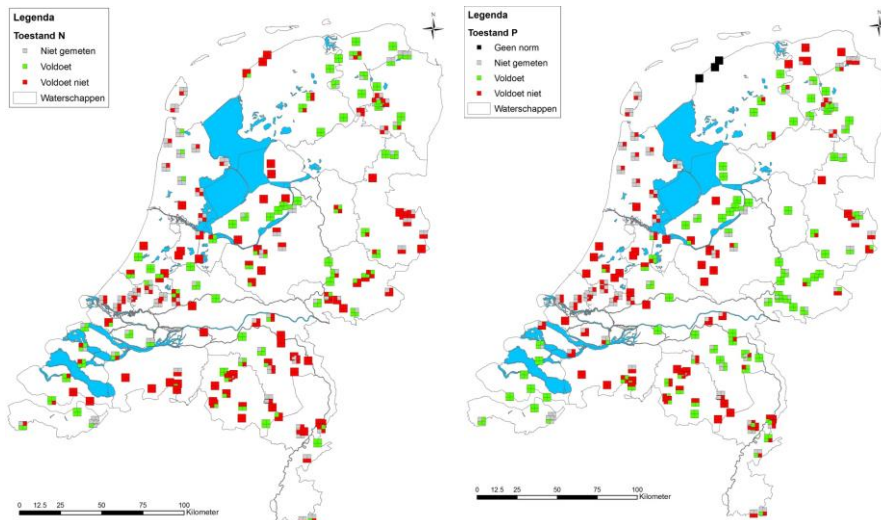 Legenda
Toestand N
Niet gemeten
Voldoet
Voldoet niet
Waterschappen
N
0 12.5 25 50 75 100
Kilometer
Legenda
Toestand P
Geen norm
Niet gemeten
Voldoet
Voldoet niet
Waterschappen
N
0 12.5 25 50 75 100
Kilometer